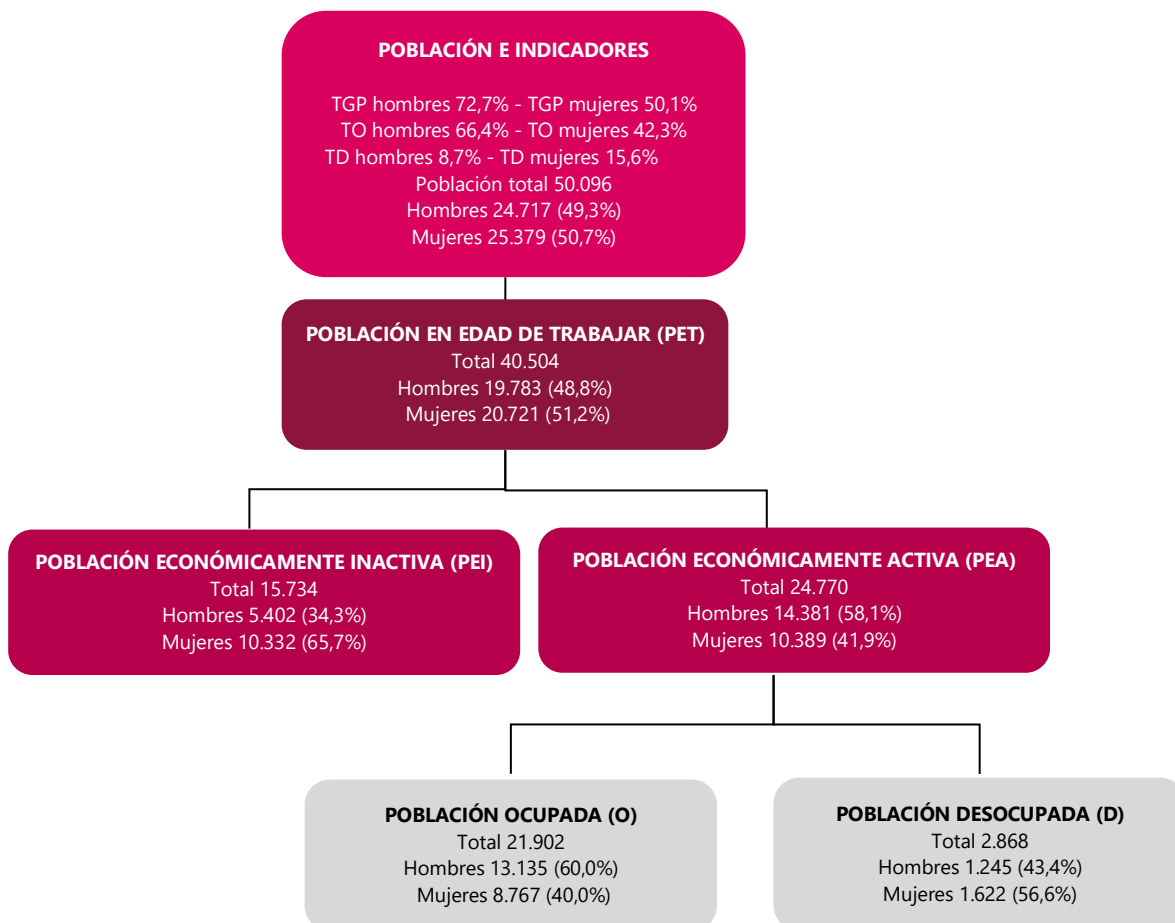 POBLACIÓN E INDICADORES
TGP hombres 72,7% - TGP mujeres 50,1%
TO hombres 66,4% - TO mujeres 42,3%
TD hombres 8,7% - TD mujeres 15,6%
Población total 50.096
Hombres 24.717 (49,3%)
Mujeres 25.379 (50,7%)
POBLACIÓN EN EDAD DE TRABAJAR (PET)
Total 40.504
Hombres 19.783 (48,8%)
Mujeres 20.721 (51,2%)
POBLACIÓN ECONÓMICAMENTE INACTIVA (PEI)
Total 15.734
Hombres 5.402 (34,3%)
Mujeres 10.332 (65,7%)
POBLACIÓN ECONÓMICAMENTE ACTIVA (PEA)
Total 24.770
Hombres 14.381 (58,1%)
Mujeres 10.389 (41,9%)
POBLACIÓN OCUPADA (O)
Total 21.902
Hombres 13.135 (60,0%)
Mujeres 8.767 (40,0%)
POBLACIÓN DESOCUPADA (D)
Total 2.868
Hombres 1.245 (43,4%)
Mujeres 1.622 (56,6%)